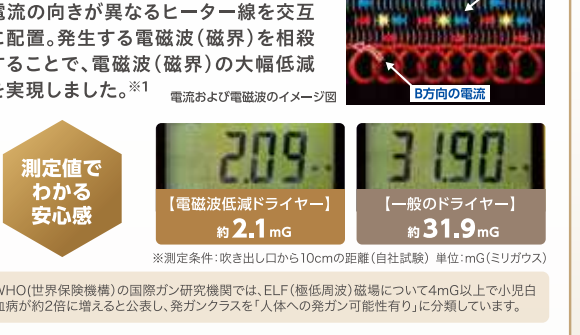 電流の向きが異なるヒーター線を交互
に配置。発生する電磁波（磁界）を相殺
することで、電磁波（磁界）の大幅低減
を実現しました。※1
電流および電磁波のイメージ図
B方向の電流
測定値で
わかる
安心感
2.09
【電磁波低減ドライヤー】
約2.1mG
31.90
【一般のドライヤー】
約31.9mG
※測定条件：吹き出し口から10cmの距離（自社試験） 単位：mG（ミリガウス）
WHO（世界保険機構）の国際ガン研究機関では、ELF（極低周波）磁場について4mG以上で小児白
血病が約2倍に増えると公表し、発ガンクラスを「人体への発ガン可能性有り」に分類しています。